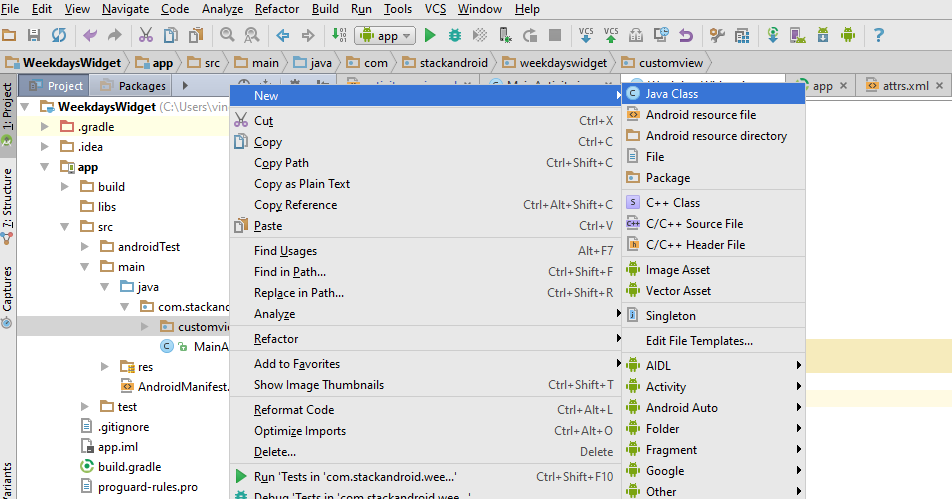 File Edit View Navigate Code Analyze Refactor Build Run Tools VCS Window Help
app VCS VCS ?
WeekdaysWidget app src main java com stackandroid weekdayswidget customview
Project Packages app attrs.xml
1: Project
7: Structure
Captures
WeekdaysWidget (C:\Users\vin
.gradle
.idea
app
build
libs
src
androidTest
main
java
com.stackand
customvie
MainA
res
AndroidManifest.
test
.gitignore
app.iml
build.gradle
proguard-rules.pro
New
Cut Ctrl+X
Copy Ctrl+C
Copy Path Ctrl+Shift+C
Copy as Plain Text
Copy Reference Ctrl+Alt+Shift+C
Paste Ctrl+V
Find Usages Alt+F7
Find in Path... Ctrl+Shift+F
Replace in Path... Ctrl+Shift+R
Analyze
Refactor
Add to Favorites
Show Image Thumbnails Ctrl+Shift+T
Reformat Code Ctrl+Alt+L
Optimize Imports Ctrl+Alt+O
Delete... Delete
Run 'Tests in 'com.stackandroid.wee...' Ctrl+Shift+F10
Debug 'Tests in 'com.stackandroid.wee...'
Java Class
Android resource file
Android resource directory
File
Package
C++ Class
C/C++ Source File
C/C++ Header File
Image Asset
Vector Asset
Singleton
Edit File Templates...
AIDL
Activity
Android Auto
Folder
Fragment
Google
Other